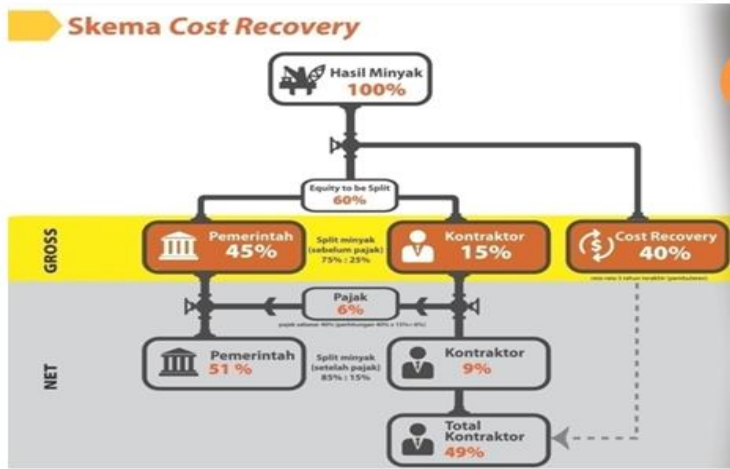 Skema Cost Recovery
Hasil Minyak
100%
Equity to be Split
60%
GROSS
Pemerintah
45%
Split minyak
(sebelum pajak)
75% : 25%
Kontraktor
15%
Cost Recovery
40%
Pajak
6%
NET
Pemerintah
51 %
Split minyak
(setelah pajak)
85% : 15%
Kontraktor
9%
Total
Kontraktor
49%